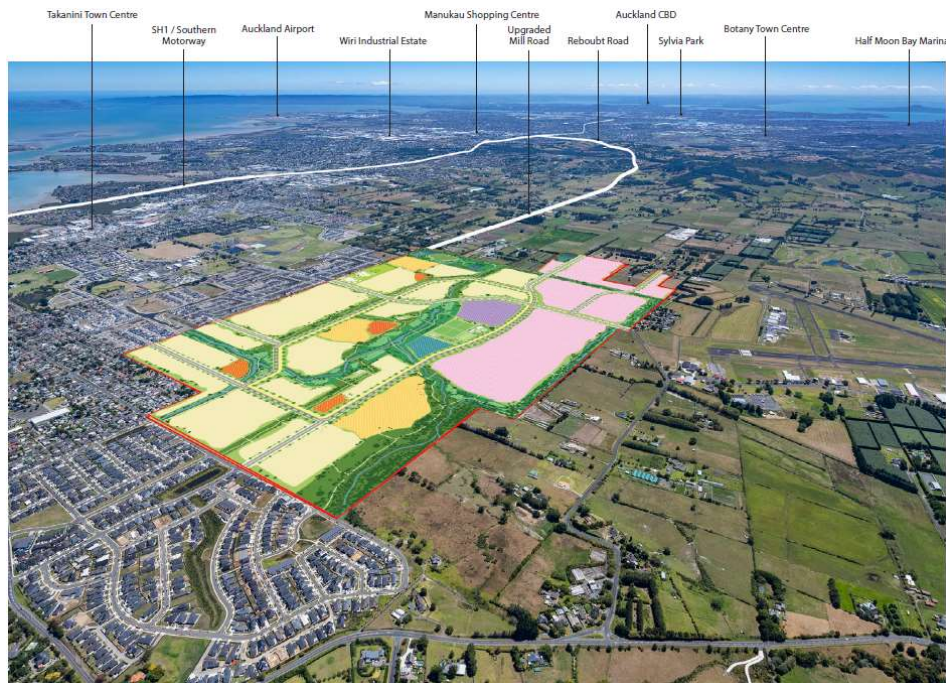 Takanini Town Centre
SH1 / Southern
Motorway
Auckland Airport
Wiri Industrial Estate
Manukau Shopping Centre
Upgraded
Mill Road
Reboubt Road
Auckland CBD
Sylvia Park
Botany Town Centre
Half Moon Bay Marina